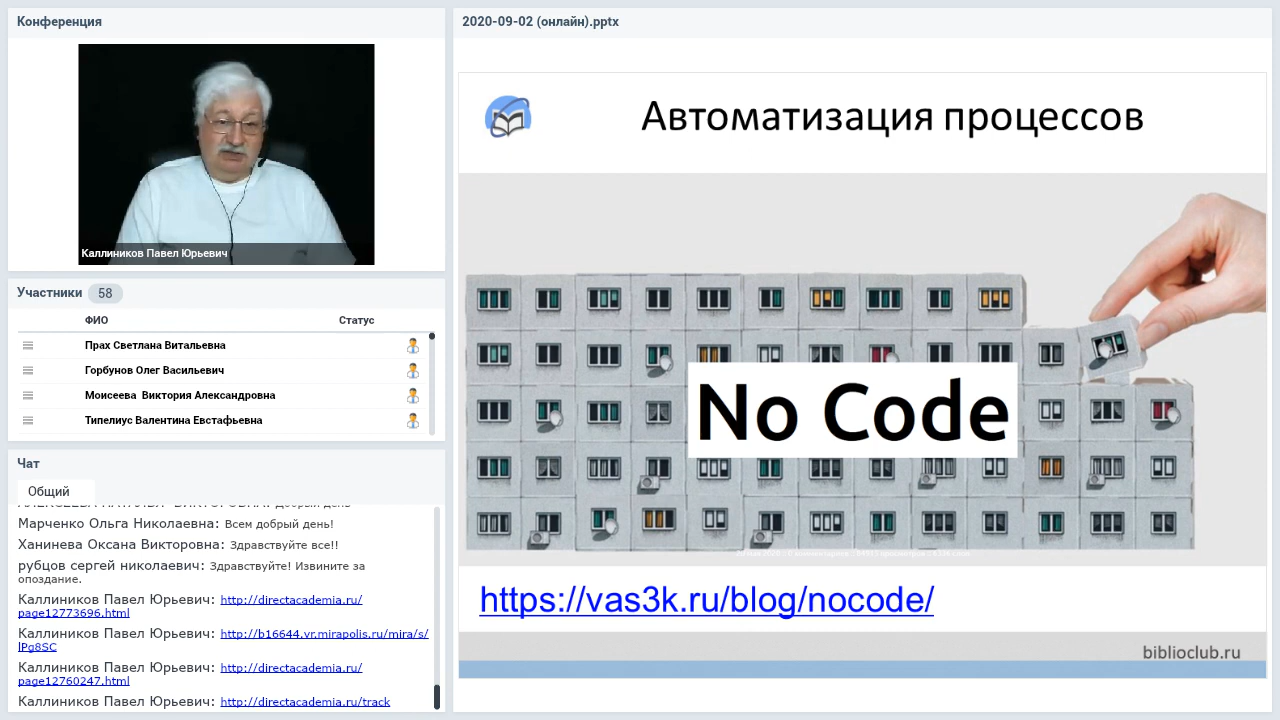 Конференция
Каллиников Павел Юрьевич
Участники 58
ФИО Статус
Прах Светлана Витальевна
Горбунов Олег Васильевич
Моисеева Виктория Александровна
Типелиус Валентина Евстафьевна
Чат
Общий
Марченко Ольга Николаевна: Всем добрый день!
Ханинева Оксана Викторовна: Здравствуйте все!!
рубцов сергей николаевич: Здравствуйте! Извините за
опоздание.
Каллиников Павел Юрьевич: http://directacademia.ru/
page12773696.html
Каллиников Павел Юрьевич: http://b16644.vr.mirapolis.ru/mira/s/
lPg8SC
Каллиников Павел Юрьевич: http://directacademia.ru/
page12760247.html
Каллиников Павел Юрьевич: http://directacademia.ru/track
2020-09-02 (онлайн).pptx
Автоматизация процессов
No Code
https://vas3k.ru/blog/nocode/
biblioclub.ru